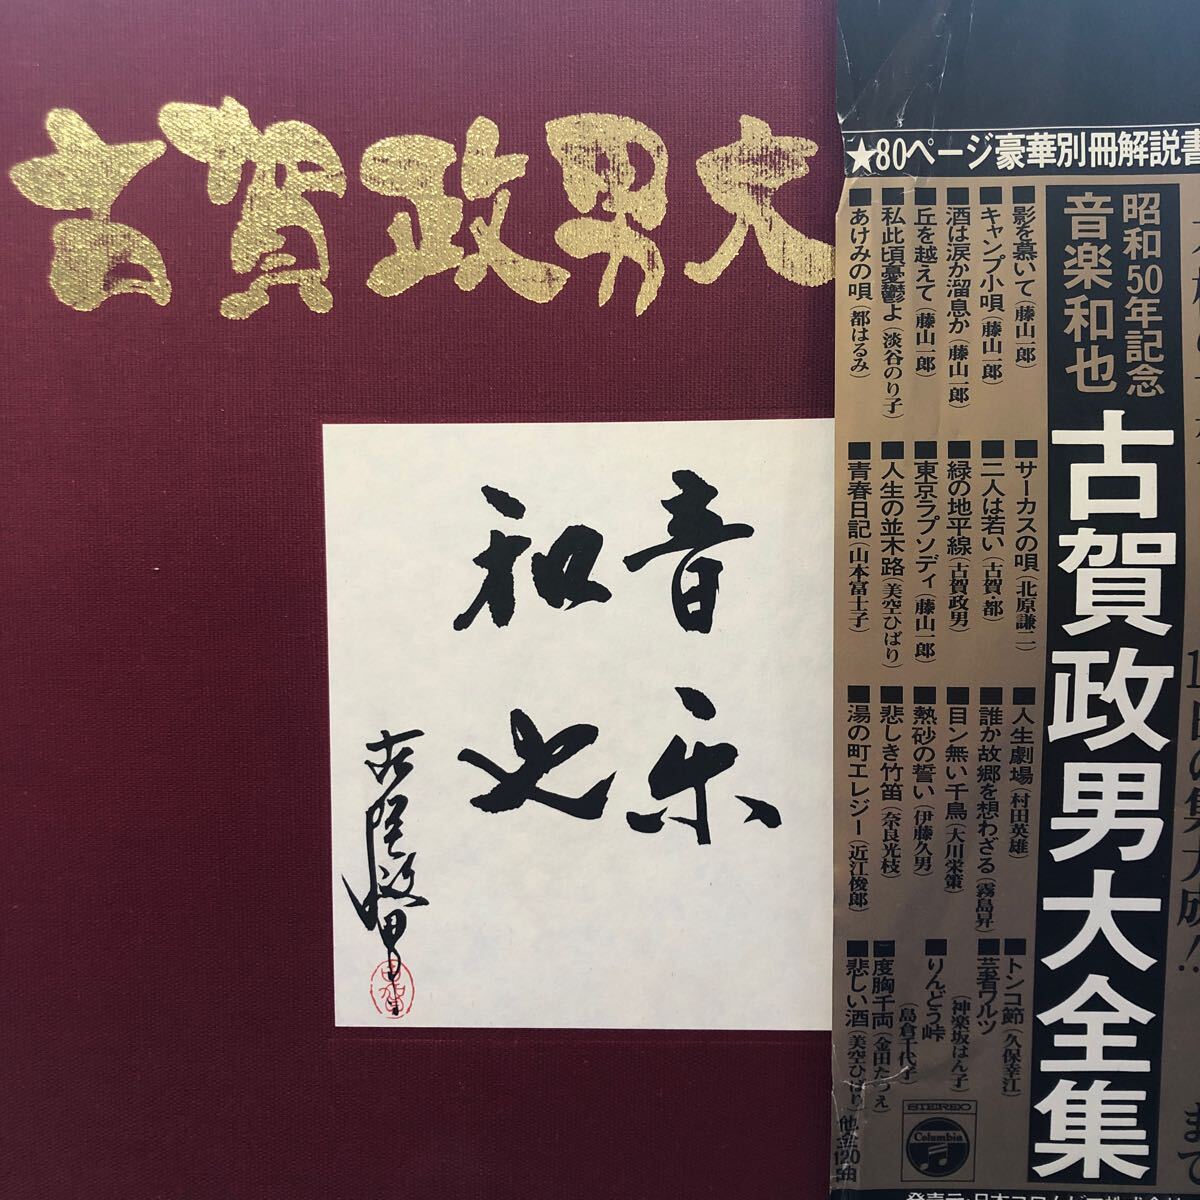 古賀政男大
音乐
和也
古賀政男
★80ページ豪華別冊解説書
昭和50年記念
音楽和也
古賀政男大全集
■影を慕いて(藤山一郎)
■キャンプ小唄(藤山一郎)
■酒は涙か溜息か(藤山一郎)
■丘を越えて(藤山一郎)
■私此頃憂鬱よ(淡谷のり子)
■あけみの唄(都はるみ)
■サーカスの唄(北原謙二)
■二人は若い(古賀・都)
■緑の地平線(古賀政男)
■東京ラプソディ(藤山一郎)
■人生の並木路(美空ひばり)
■青春日記(山本富士子)
■人生劇場(村田英雄)
■誰か故郷を想わざる(霧島昇)
■目ン無い千鳥(大川栄策)
■熱砂の誓い(伊藤久男)
■悲しき竹笛(奈良光枝)
■湯の町エレジー(近江俊郎)
■トンコ節(久保幸江)
■芸者ワルツ
(神楽坂はん子)
■りんどう峠
(島倉千代子)
■度胸千両(金田たつえ)
■悲しい酒(美空ひばり)
他全120曲
STEREO
Columbia